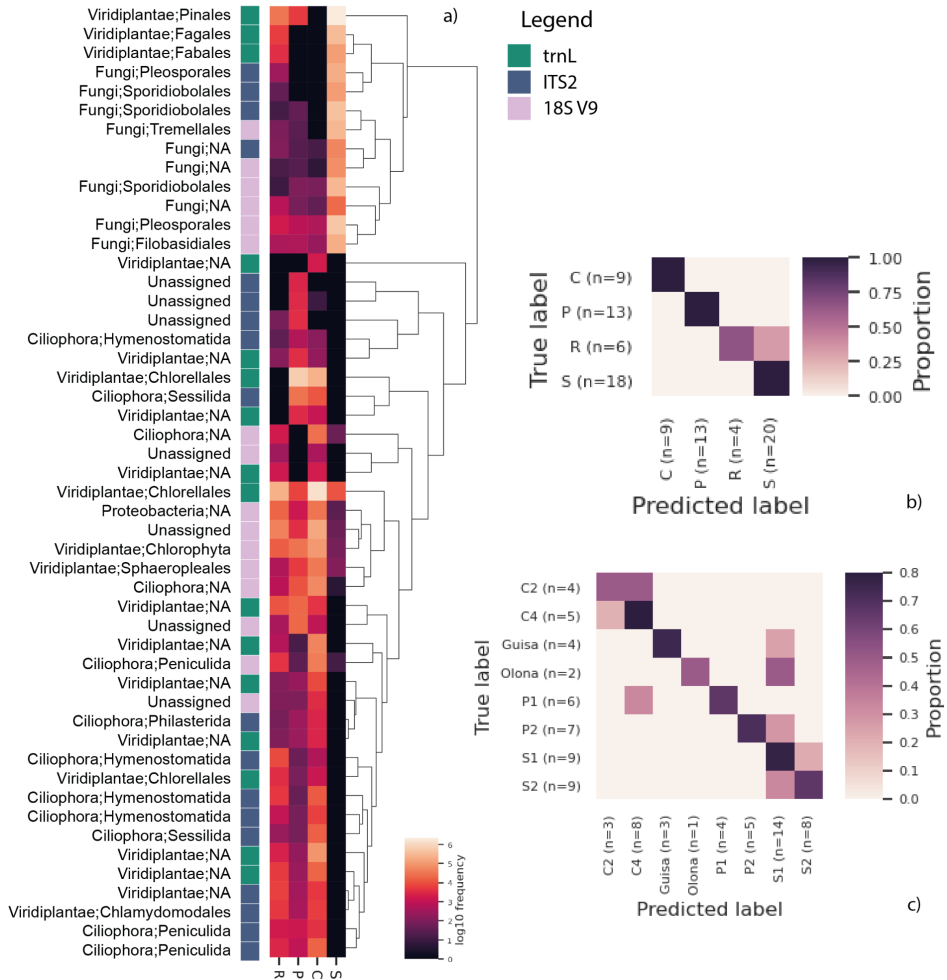 a)
Viridiplantae;Pinales
Viridiplantae;Fagales
Viridiplantae;Fabales
Fungi;Pleosporales
Fungi;Sporidiobolales
Fungi;Sporidiobolales
Fungi;Tremellales
Fungi;NA
Fungi;NA
Fungi;Sporidiobolales
Fungi;NA
Fungi;Pleosporales
Fungi;Filobasidiales
Viridiplantae;NA
Unassigned
Unassigned
Unassigned
Ciliophora;Hymenostomatida
Viridiplantae;NA
Viridiplantae;Chlorellales
Ciliophora;Sessilida
Viridiplantae;NA
Ciliophora;NA
Unassigned
Viridiplantae;NA
Viridiplantae;Chlorellales
Proteobacteria;NA
Unassigned
Viridiplantae;Chlorophyta
Viridiplantae;Sphaeropleales
Ciliophora;NA
Viridiplantae;NA
Unassigned
Viridiplantae;NA
Ciliophora;Peniculida
Viridiplantae;NA
Unassigned
Ciliophora;Philasterida
Viridiplantae;NA
Ciliophora;Hymenostomatida
Viridiplantae;Chlorellales
Ciliophora;Hymenostomatida
Ciliophora;Hymenostomatida
Ciliophora;Sessilida
Viridiplantae;NA
Viridiplantae;NA
Viridiplantae;NA
Viridiplantae;Chlamydomodales
Ciliophora;Peniculida
Ciliophora;Peniculida
R P C S
6
5
4
3
2
1
0
log10 frequency
Legend
trnL
ITS2
18S V9
True label
C (n=9)
P (n=13)
R (n=6)
S (n=18)
C (n=9)
P (n=13)
R (n=4)
S (n=20)
Predicted label
1.00
0.75
0.50
0.25
0.00
Proportion
b)
True label
C2 (n=4)
C4 (n=5)
Guisa (n=4)
Olona (n=2)
P1 (n=6)
P2 (n=7)
S1 (n=9)
S2 (n=9)
C2 (n=3)
C4 (n=8)
Guisa (n=3)
Olona (n=1)
P1 (n=4)
P2 (n=5)
S1 (n=14)
S2 (n=8)
Predicted label
0.8
0.7
0.6
0.5
0.4
0.3
0.2
0.1
0.0
Proportion
c)